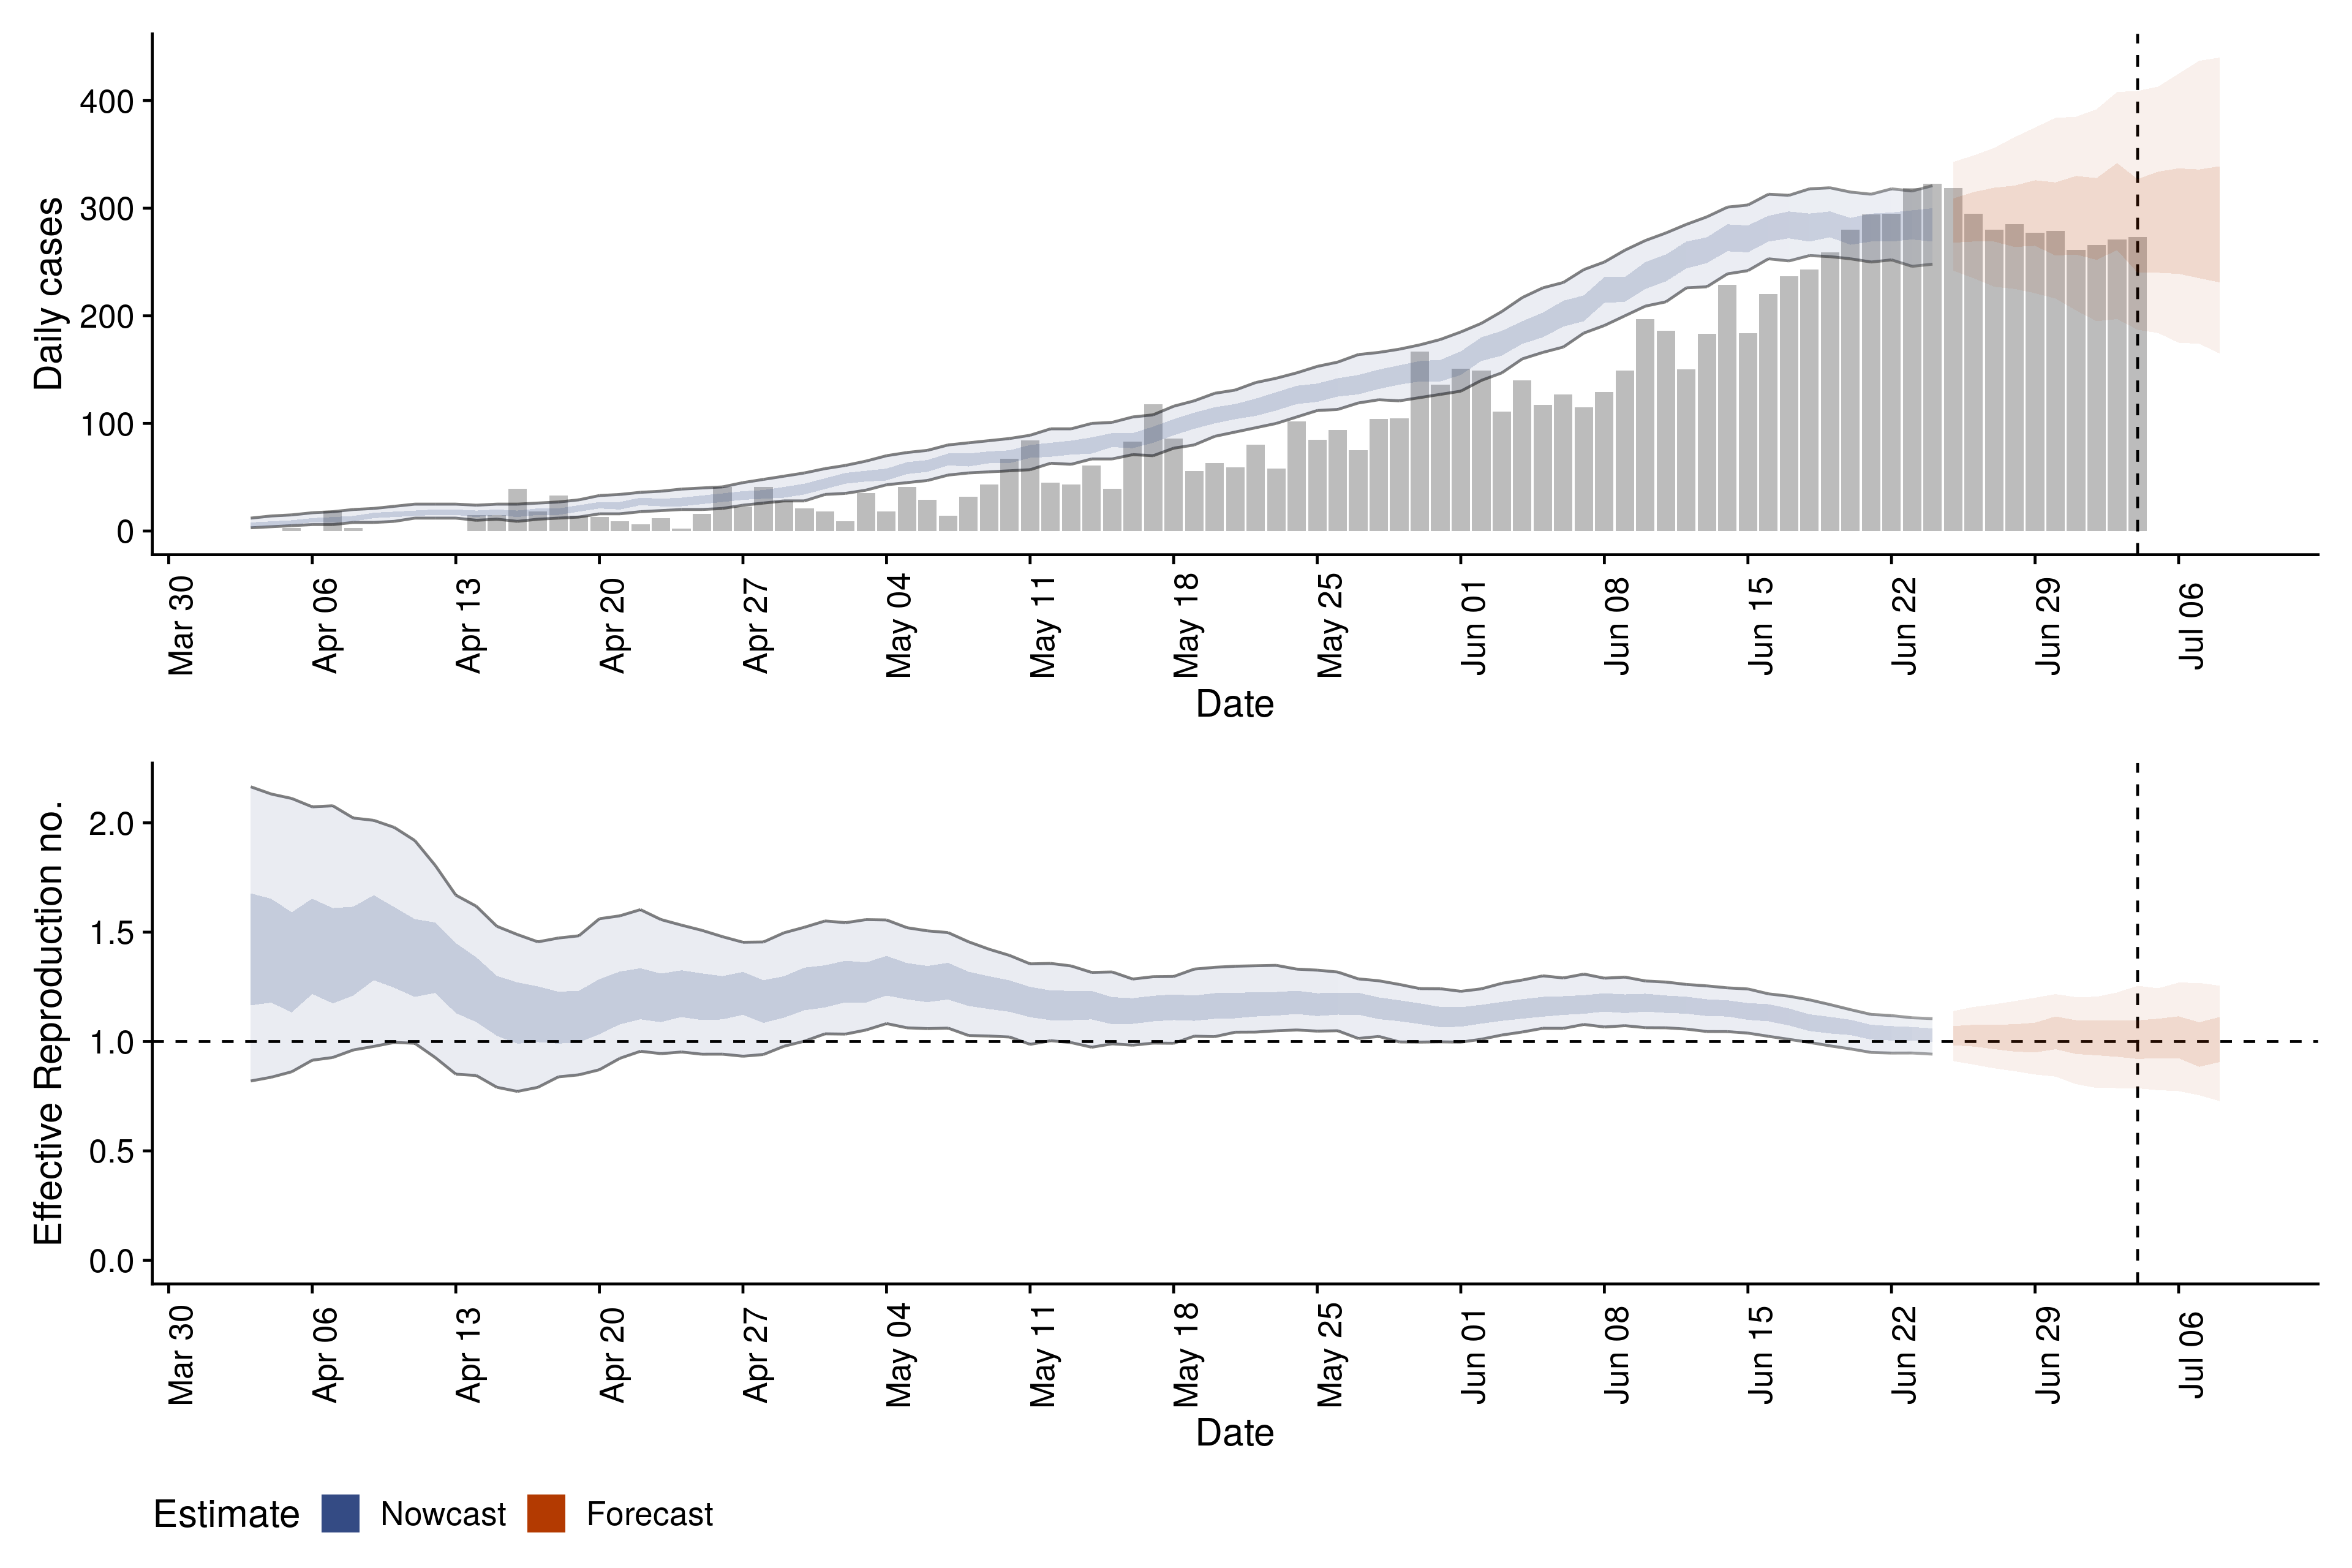 Daily cases
400
300
200
100
0
Mar 30
Apr 06
Apr 13
Apr 20
Apr 27
May 04
May 11
May 18
May 25
Jun 01
Jun 08
Jun 15
Jun 22
Jun 29
Jul 06
Date
Effective Reproduction no.
2.0
1.5
1.0
0.5
0.0
Mar 30
Apr 06
Apr 13
Apr 20
Apr 27
May 04
May 11
May 18
May 25
Jun 01
Jun 08
Jun 15
Jun 22
Jun 29
Jul 06
Date
Estimate Nowcast Forecast